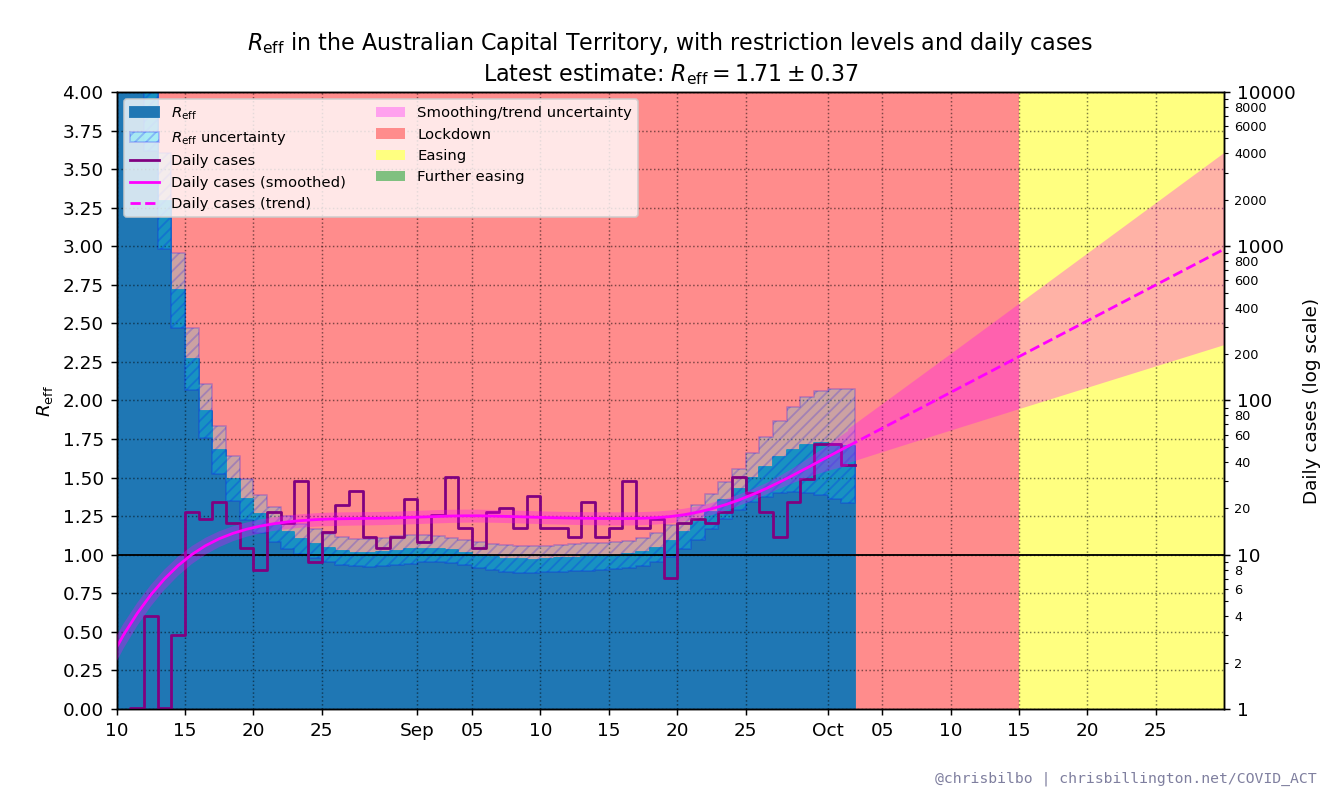 R_eff in the Australian Capital Territory, with restriction levels and daily cases
Latest estimate: R_eff = 1.71 ± 0.37
R_eff
R_eff uncertainty
Daily cases
Daily cases (smoothed)
Daily cases (trend)
Smoothing/trend uncertainty
Lockdown
Easing
Further easing
R_eff
4.00
3.75
3.50
3.25
3.00
2.75
2.50
2.25
2.00
1.75
1.50
1.25
1.00
0.75
0.50
0.25
0.00
10000
8000
6000
4000
2000
1000
800
600
400
200
100
80
60
40
20
10
8
6
4
2
1
Daily cases (log scale)
10 15 20 25 Sep 05 10 15 20 25 Oct 05 10 15 20 25
@chrisbilbo | chrisbillington.net/COVID_ACT